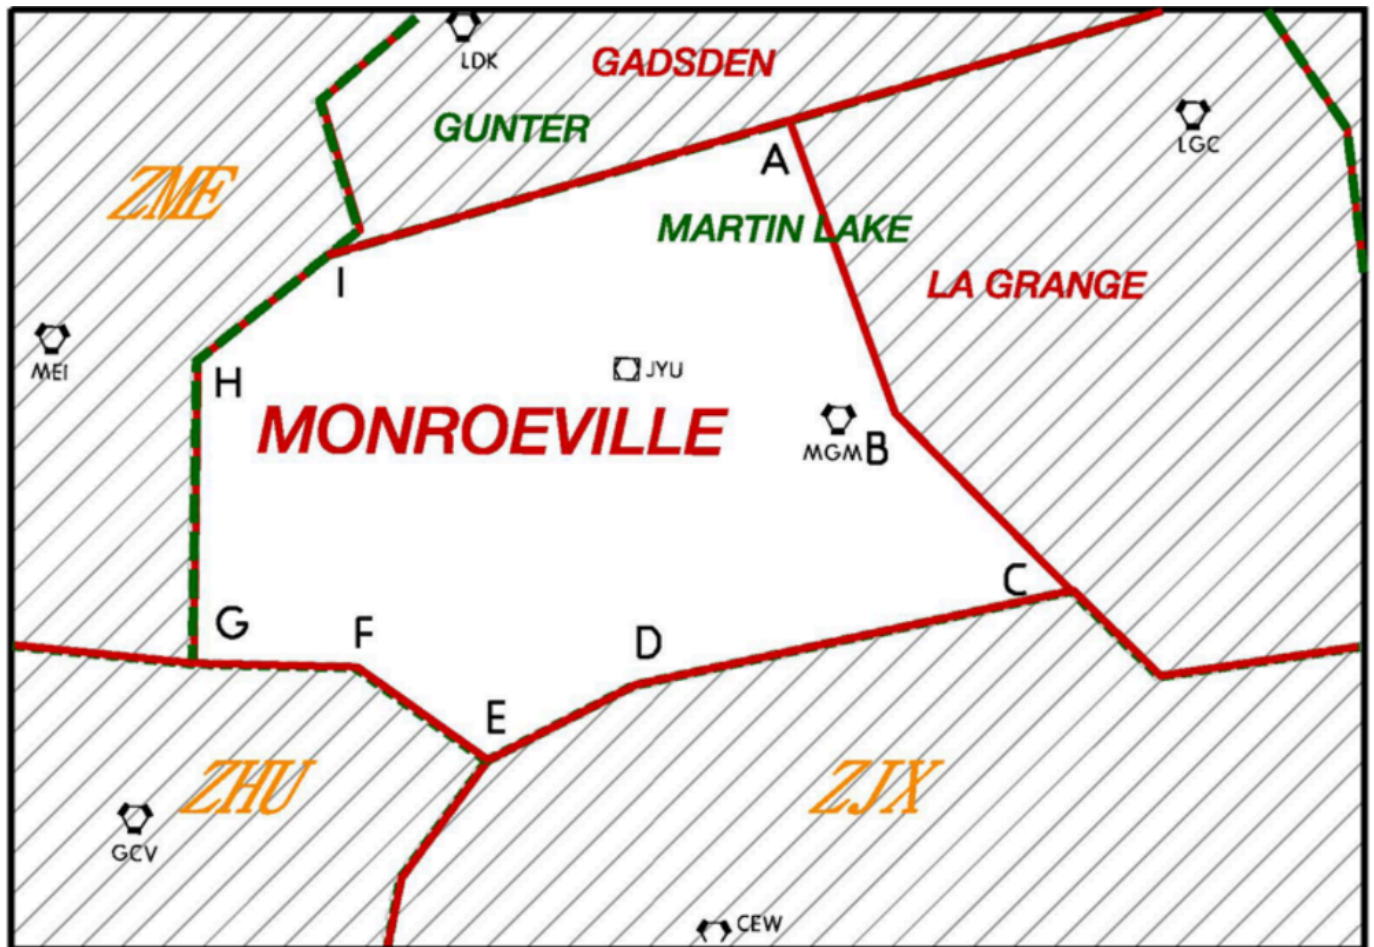 LDK
GADSDEN
GUNTER
LGC
A
ZME
MARTIN LAKE
I
LA GRANGE
MEI
H
JYU
MONROEVILLE
MGM
B
C
G
F
D
E
ZHU
ZJX
GCV
CEW